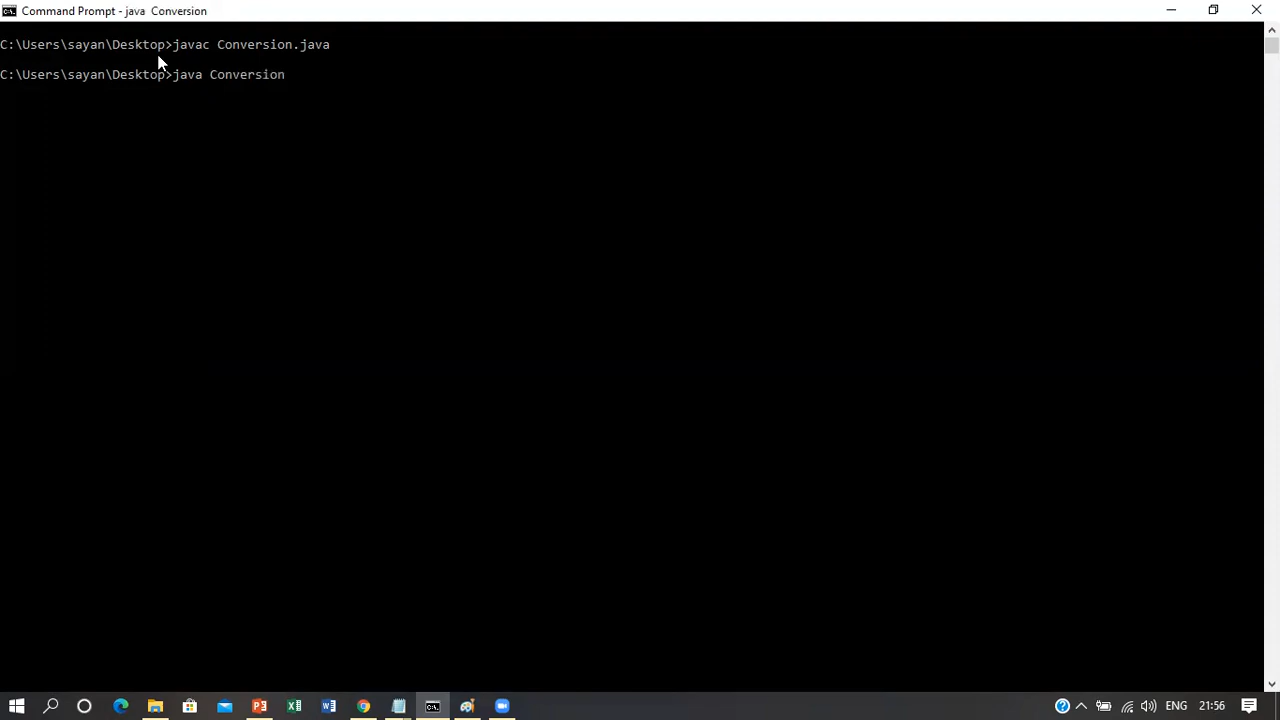 Command Prompt - java  Conversion
C:\Users\sayan\Desktop>javac Conversion.java
C:\Users\sayan\Desktop>java Conversion
ENG
21:56